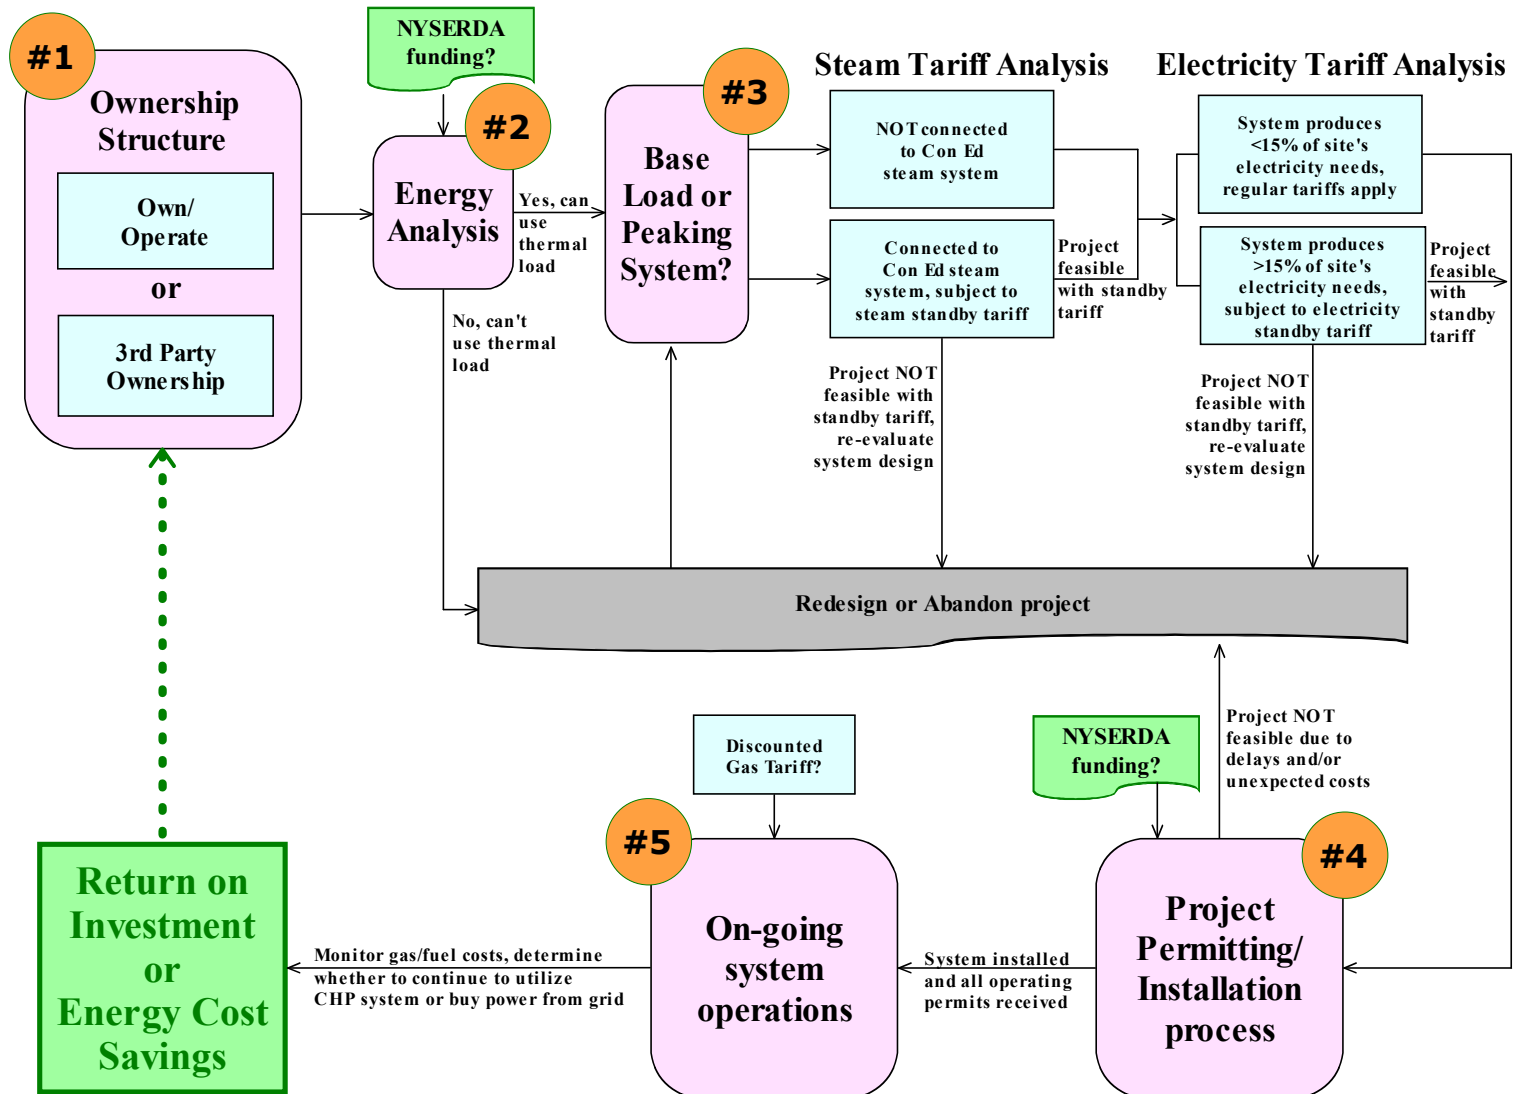 #1
Ownership
Structure
Own/
Operate
or
3rd Party
Ownership
NYSERDA
funding?
#2
Energy
Analysis
Yes, can
use
thermal
load
No, can't
use thermal
load
#3
Base
Load or
Peaking
System?
Steam Tariff Analysis
NOT connected
to Con Ed
steam system
Connected to
Con Ed steam
system, subject to
steam standby tariff
Project
feasible
with standby
tariff
Project NOT
feasible with
standby tariff,
re-evaluate
system design
Electricity Tariff Analysis
System produces
<15% of site's
electricity needs,
regular tariffs apply
System produces
>15% of site's
electricity needs,
subject to electricity
standby tariff
Project
feasible
with
standby
tariff
Project NOT
feasible with
standby tariff,
re-evaluate
system design
Redesign or Abandon project
Project NOT
feasible due to
delays and/or
unexpected costs
NYSERDA
funding?
#4
Project
Permitting/
Installation
process
System installed
and all operating
permits received
Discounted
Gas Tariff?
#5
On-going
system
operations
Monitor gas/fuel costs, determine
whether to continue to utilize
CHP system or buy power from grid
Return on
Investment
or
Energy Cost
Savings